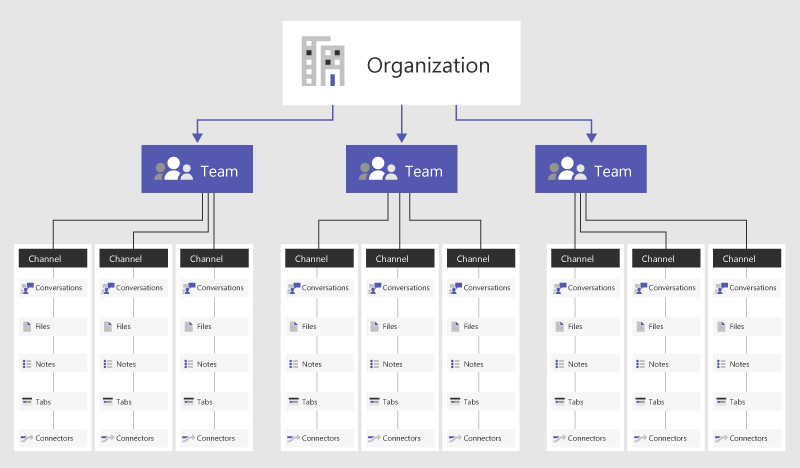 Organization
Team Team Team
Channel Channel Channel Channel Channel Channel Channel Channel Channel
Conversations Conversations Conversations Conversations Conversations Conversations Conversations Conversations Conversations
Files Files Files Files Files Files Files Files Files
Notes Notes Notes Notes Notes Notes Notes Notes Notes
Tabs Tabs Tabs Tabs Tabs Tabs Tabs Tabs Tabs
Connectors Connectors Connectors Connectors Connectors Connectors Connectors Connectors Connectors